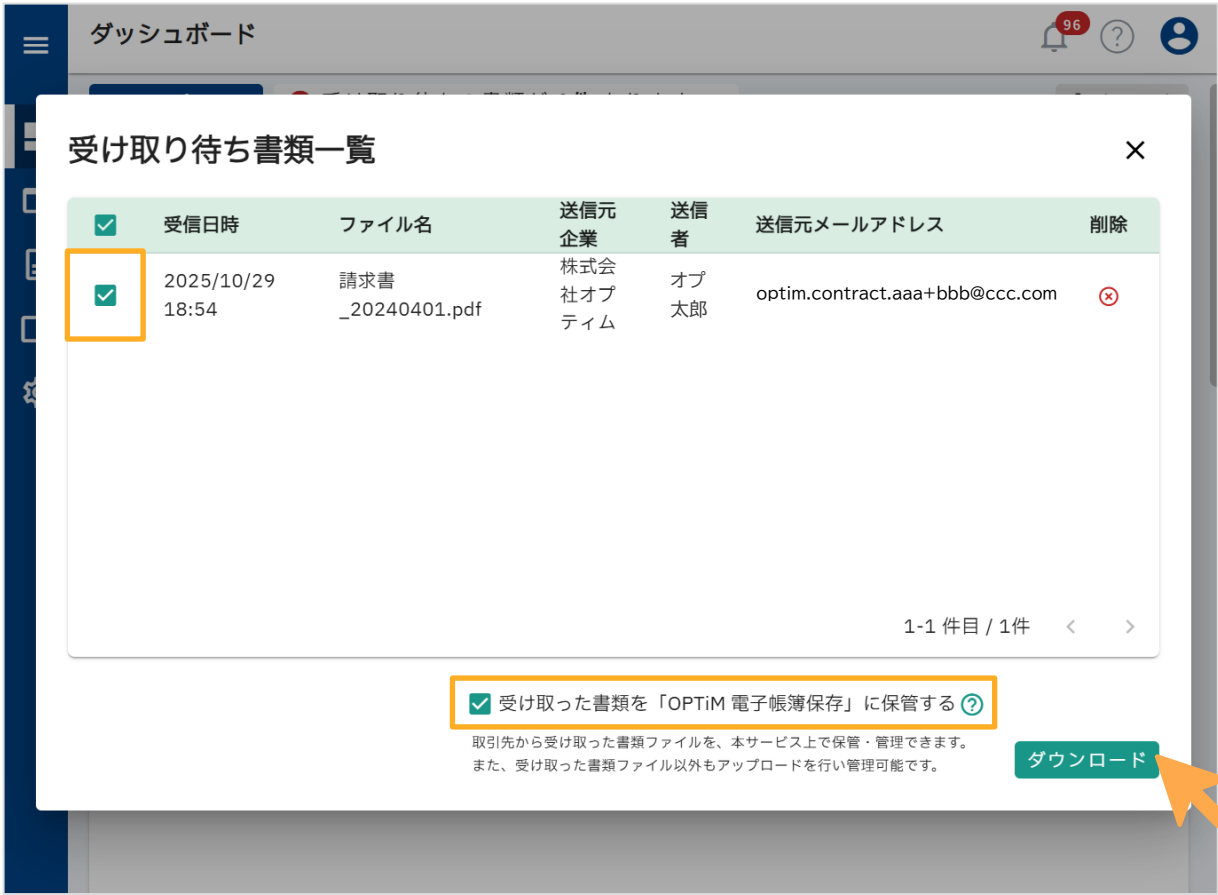 ダッシュボード
96
受け取り待ち書類一覧
受信日時
ファイル名
送信元
企業
送信
者
送信元メールアドレス
削除
2025/10/29
18:54
請求書
_20240401.pdf
株式会
社オプ
ティム
オプ
太郎
optim.contract.aaa+bbb@ccc.com
1-1 件目 / 1件
受け取った書類を「OPTiM 電子帳簿保存」に保管する
取引先から受け取った書類ファイルを、本サービス上で保管・管理できます。
また、受け取った書類ファイル以外もアップロードを行い管理可能です。
ダウンロード